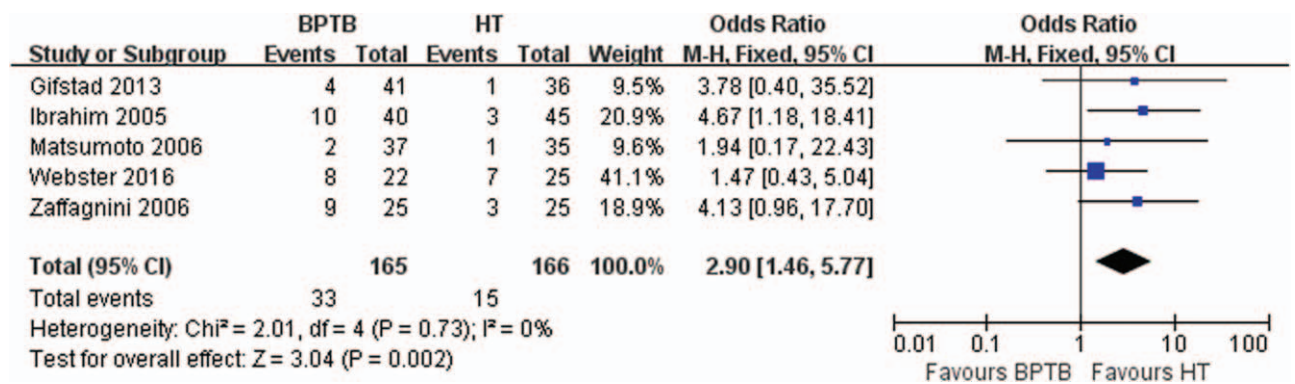 BPTB HT Odds Ratio Odds Ratio
Study or Subgroup Events Total Events Total Weight M-H, Fixed, 95% CI M-H, Fixed, 95% CI
Gifstad 2013 4 41 1 36 9.5% 3.78 [0.40, 35.52]
Ibrahim 2005 10 40 3 45 20.9% 4.67 [1.18, 18.41]
Matsumoto 2006 2 37 1 35 9.6% 1.94 [0.17, 22.43]
Webster 2016 8 22 7 25 41.1% 1.47 [0.43, 5.04]
Zaffagnini 2006 9 25 3 25 18.9% 4.13 [0.96, 17.70]
Total (95% CI) 165 166 100.0% 2.90 [1.46, 5.77]
Total events 33 15
Heterogeneity: Chi² = 2.01, df = 4 (P = 0.73); I² = 0%
Test for overall effect: Z = 3.04 (P = 0.002)
0.01 0.1 1 10 100
Favours BPTB Favours HT